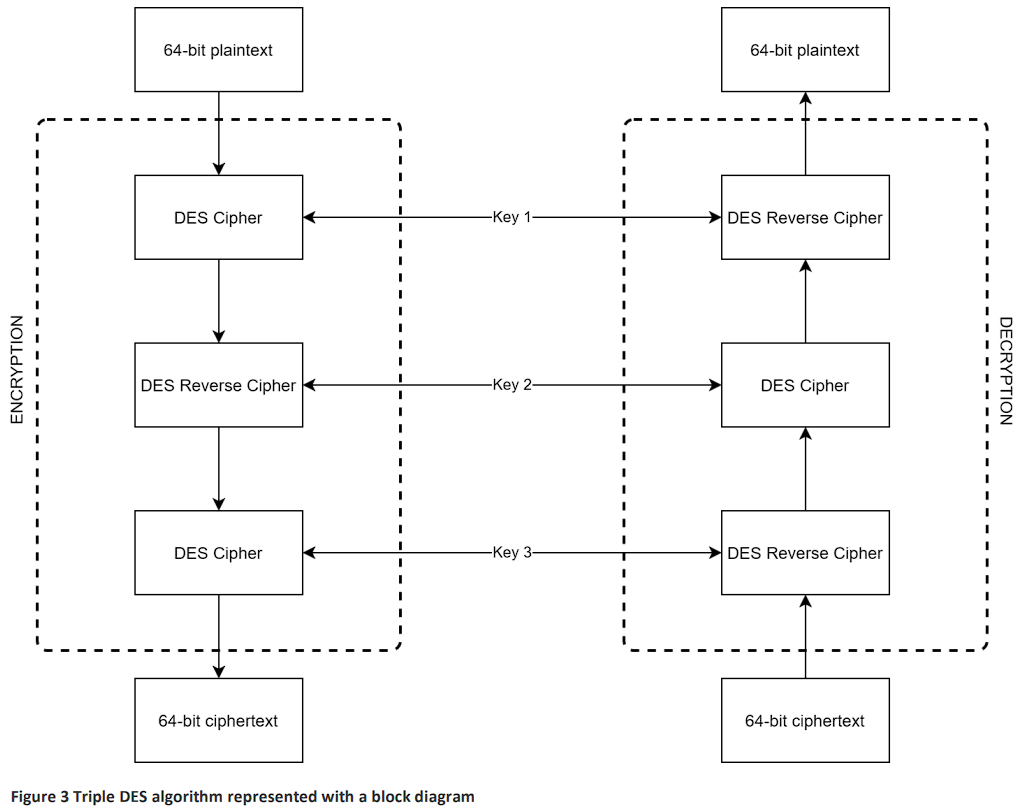 64-bit plaintext
64-bit plaintext
DES Cipher
Key 1
DES Reverse Cipher
ENCRYPTION
DES Reverse Cipher
Key 2
DES Cipher
DECRYPTION
DES Cipher
Key 3
DES Reverse Cipher
64-bit ciphertext
64-bit ciphertext
Figure 3 Triple DES algorithm represented with a block diagram